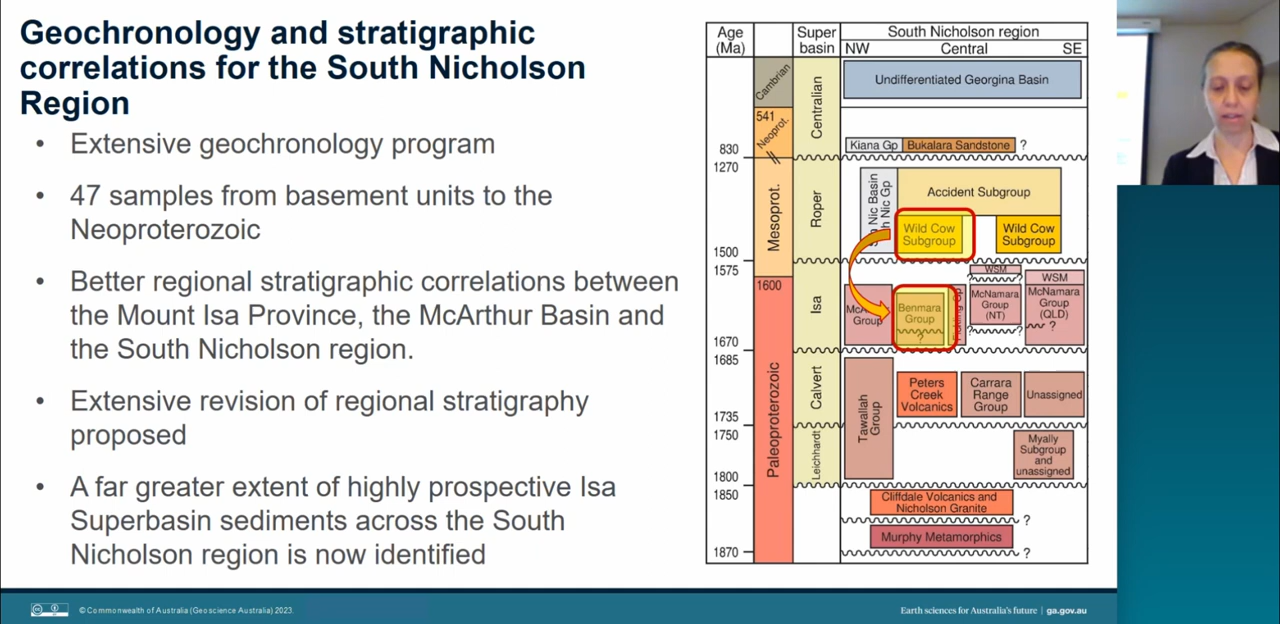 Geochronology and stratigraphic
correlations for the South Nicholson
Region
• Extensive geochronology program
• 47 samples from basement units to the
Neoproterozoic
• Better regional stratigraphic correlations between
the Mount Isa Province, the McArthur Basin and
the South Nicholson region.
• Extensive revision of regional stratigraphy
proposed
• A far greater extent of highly prospective Isa
Superbasin sediments across the South
Nicholson region is now identified
Age
(Ma)
Super
basin
South Nicholson region
NW Central SE
Cambrian
Centralian
Undifferentiated Georgina Basin
541
Neoprot.
830
Kiana Gp
Bukalara Sandstone
?
1270
Mesoprot.
Roper
Nic Basin
Nic Gp
Accident Subgroup
Wild Cow
Subgroup
Wild Cow
Subgroup
1500
1575
1600
Isa
Group
Benmara
Group
?
WSM
McNamara
Group
(NT)
?
?
WSM
McNamara
Group
(QLD)
?
1670
1685
Paleoproterozoic
Calvert
Tawallah
Group
Peters
Creek
Volcanics
Carrara
Range
Group
Unassigned
1735
1750
Leichhardt
Myally
Subgroup
and
unassigned
1800
1850
Cliffdale Volcanics and
Nicholson Granite
?
Murphy Metamorphics
1870
?
© Commonwealth of Australia (Geoscience Australia) 2023.
Earth sciences for Australia's future | ga.gov.au